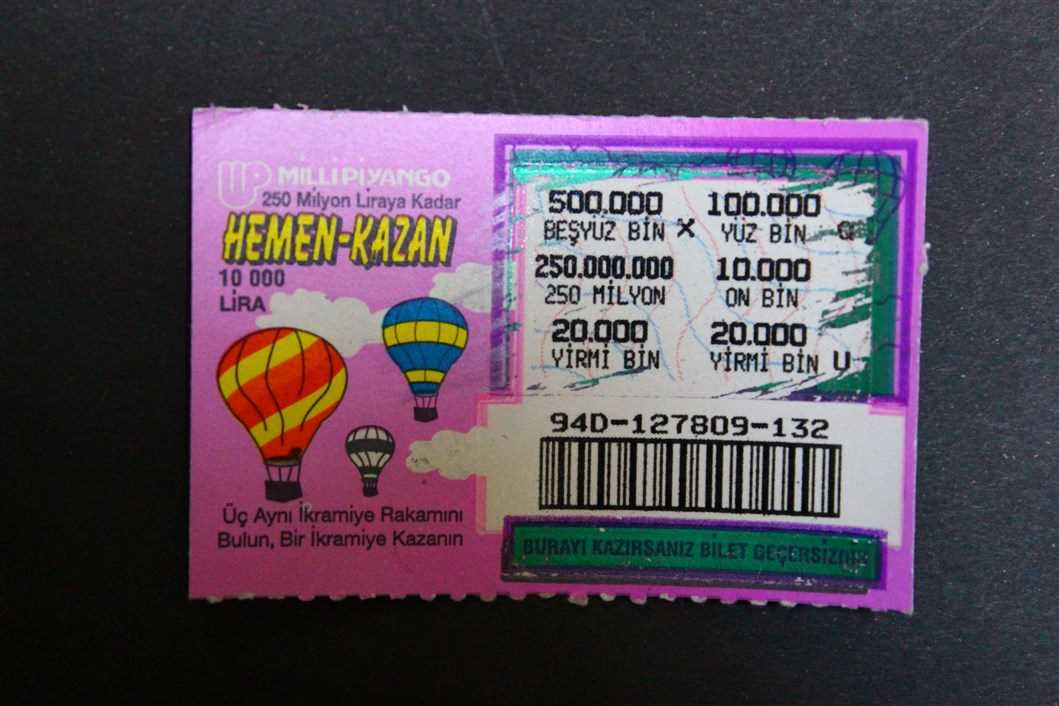 MİLLİ PİYANGO
250 Milyon Liraya Kadar
HEMEN-KAZAN
10 000
LİRA
Üç Aynı İkramiye Rakamını
Bulun, Bir İkramiye Kazanın
500.000 100.000
BEŞYÜZ BİN X YÜZ BİN
250.000.000 10.000
250 MİLYON ON BİN
20.000 20.000
YİRMİ BİN YİRMİ BİN U
94D-127809-132
BURAYI KAZIRSANIZ BİLET GEÇERSİZDİR